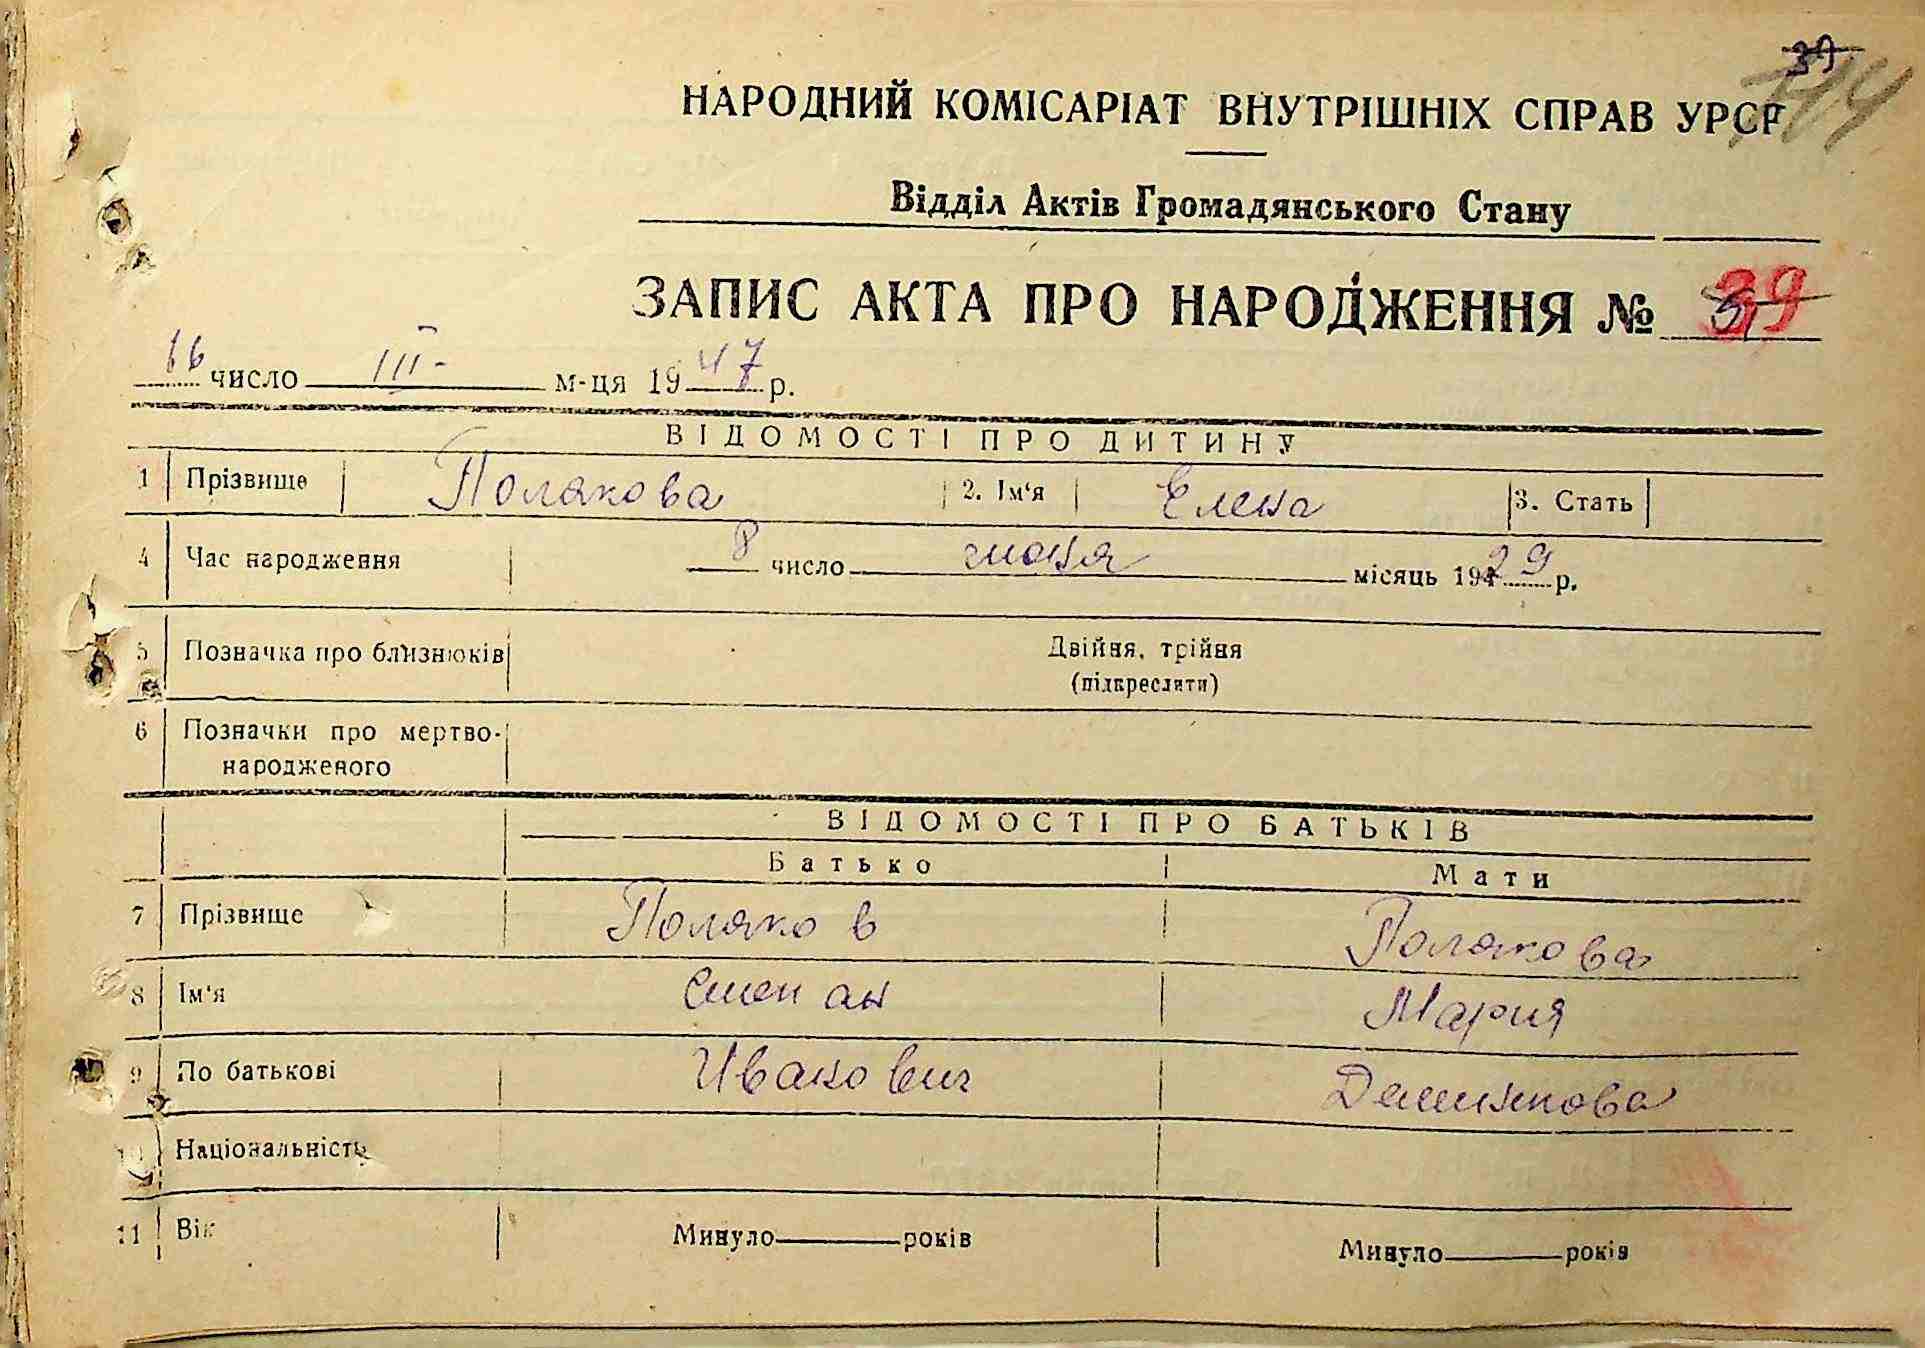 39
НАРОДНИЙ КОМІСАРІАТ ВНУТРІШНІХ СПРАВ УРСР
Відділ Актів Громадянського Стану
ЗАПИС АКТА ПРО НАРОДЖЕННЯ № 39
16 число III м-ця 1947 р.
ВІДОМОСТІ ПРО ДИТИНУ
1 Прізвище Полякова 2. Ім'я Елена 3. Стать
4 Час народження 8 число мая місяць 1929 р.
5 Позначка про близнюків Двійня, трійня
(підкреслити)
6 Позначки про мертво-
народженого
ВІДОМОСТІ ПРО БАТЬКІВ
Батько Мати
7 Прізвище Поляков Полякова
8 Ім'я Степан Мария
9 По батькові Иванович
10 Національність
11 Вік Минуло років Минуло років